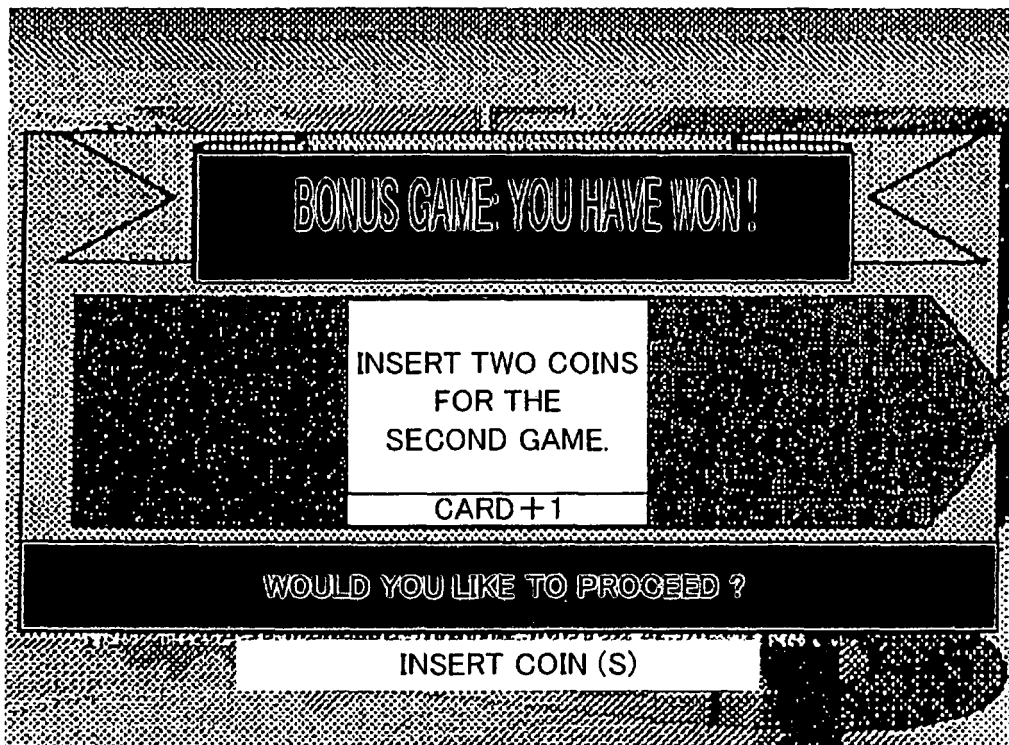 BONUS GAME: YOU HAVE WON !
INSERT TWO COINS
FOR THE
SECOND GAME.
CARD+1
WOULD YOU LIKE TO PROCEED ?
INSERT COIN (S)